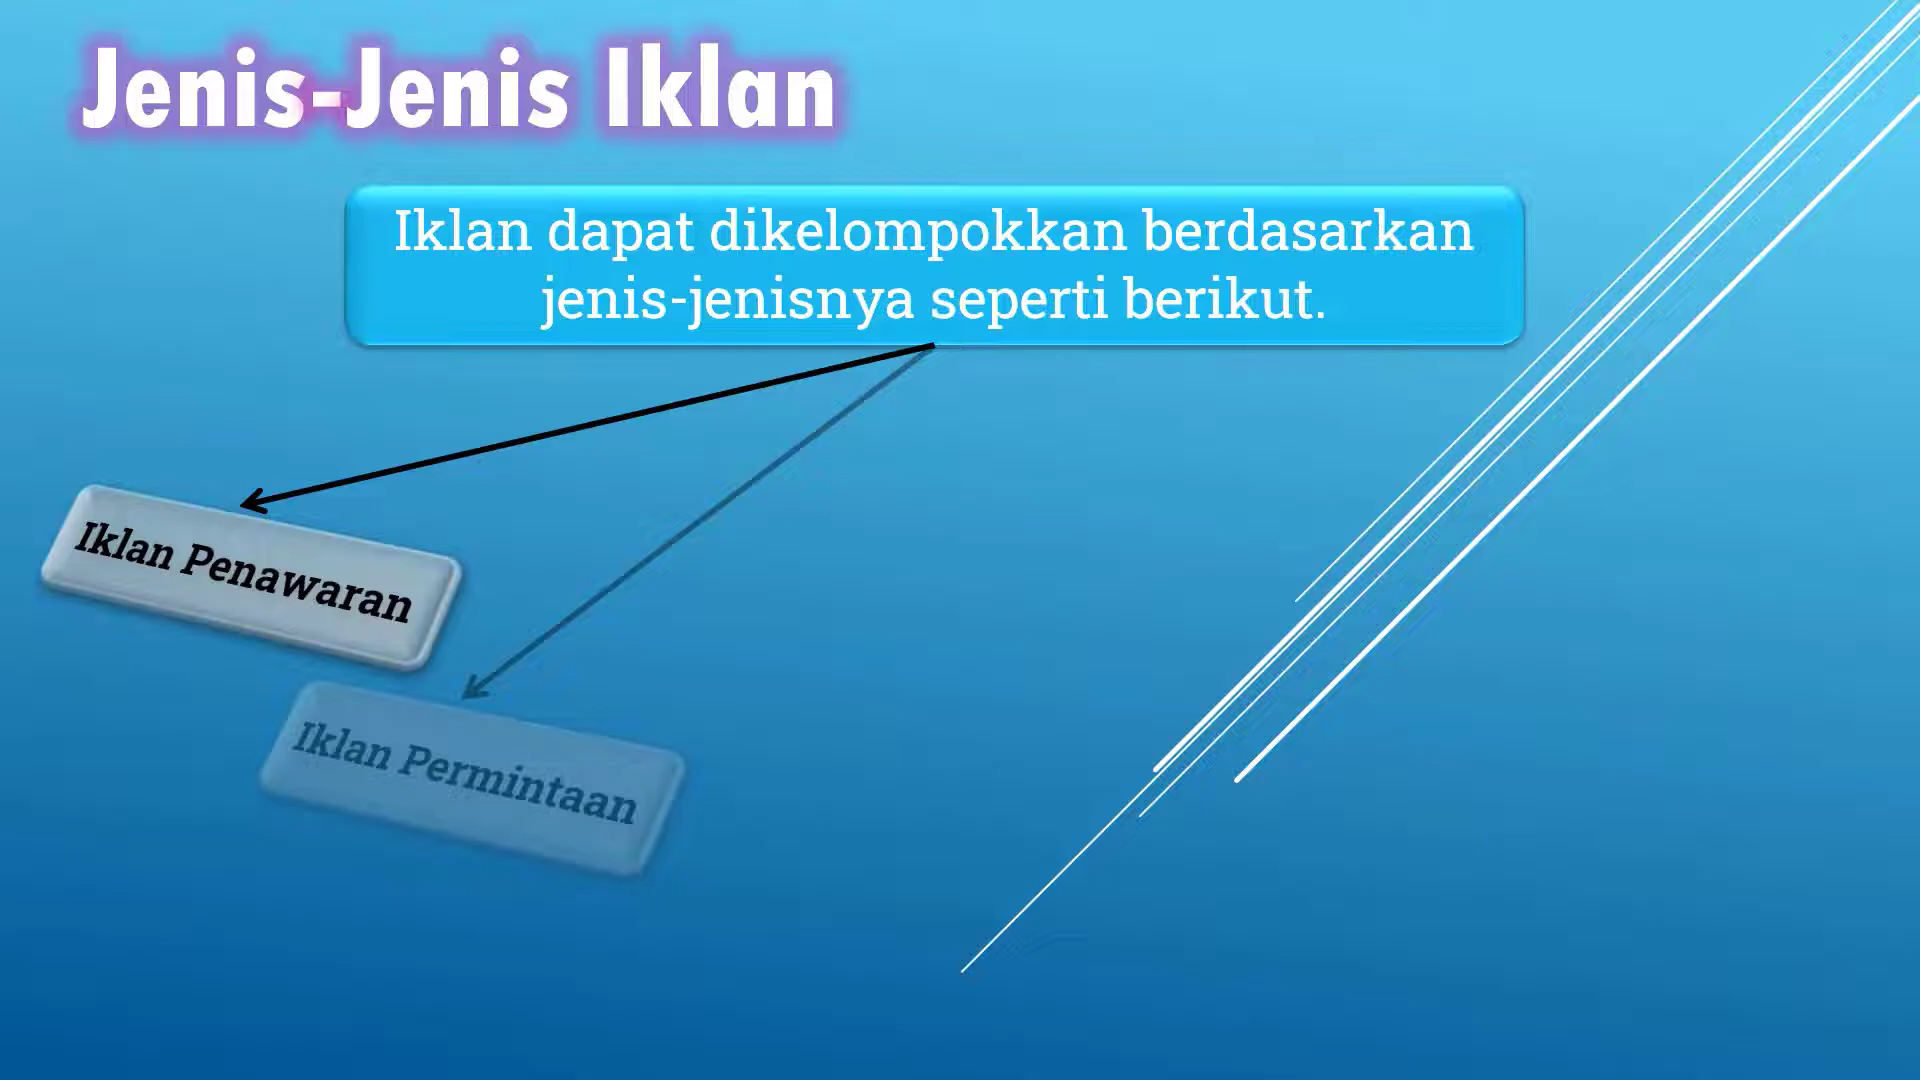 Jenis-Jenis Iklan
Iklan dapat dikelompokkan berdasarkan
jenis-jenisnya seperti berikut.
Iklan Penawaran
Iklan Permintaan